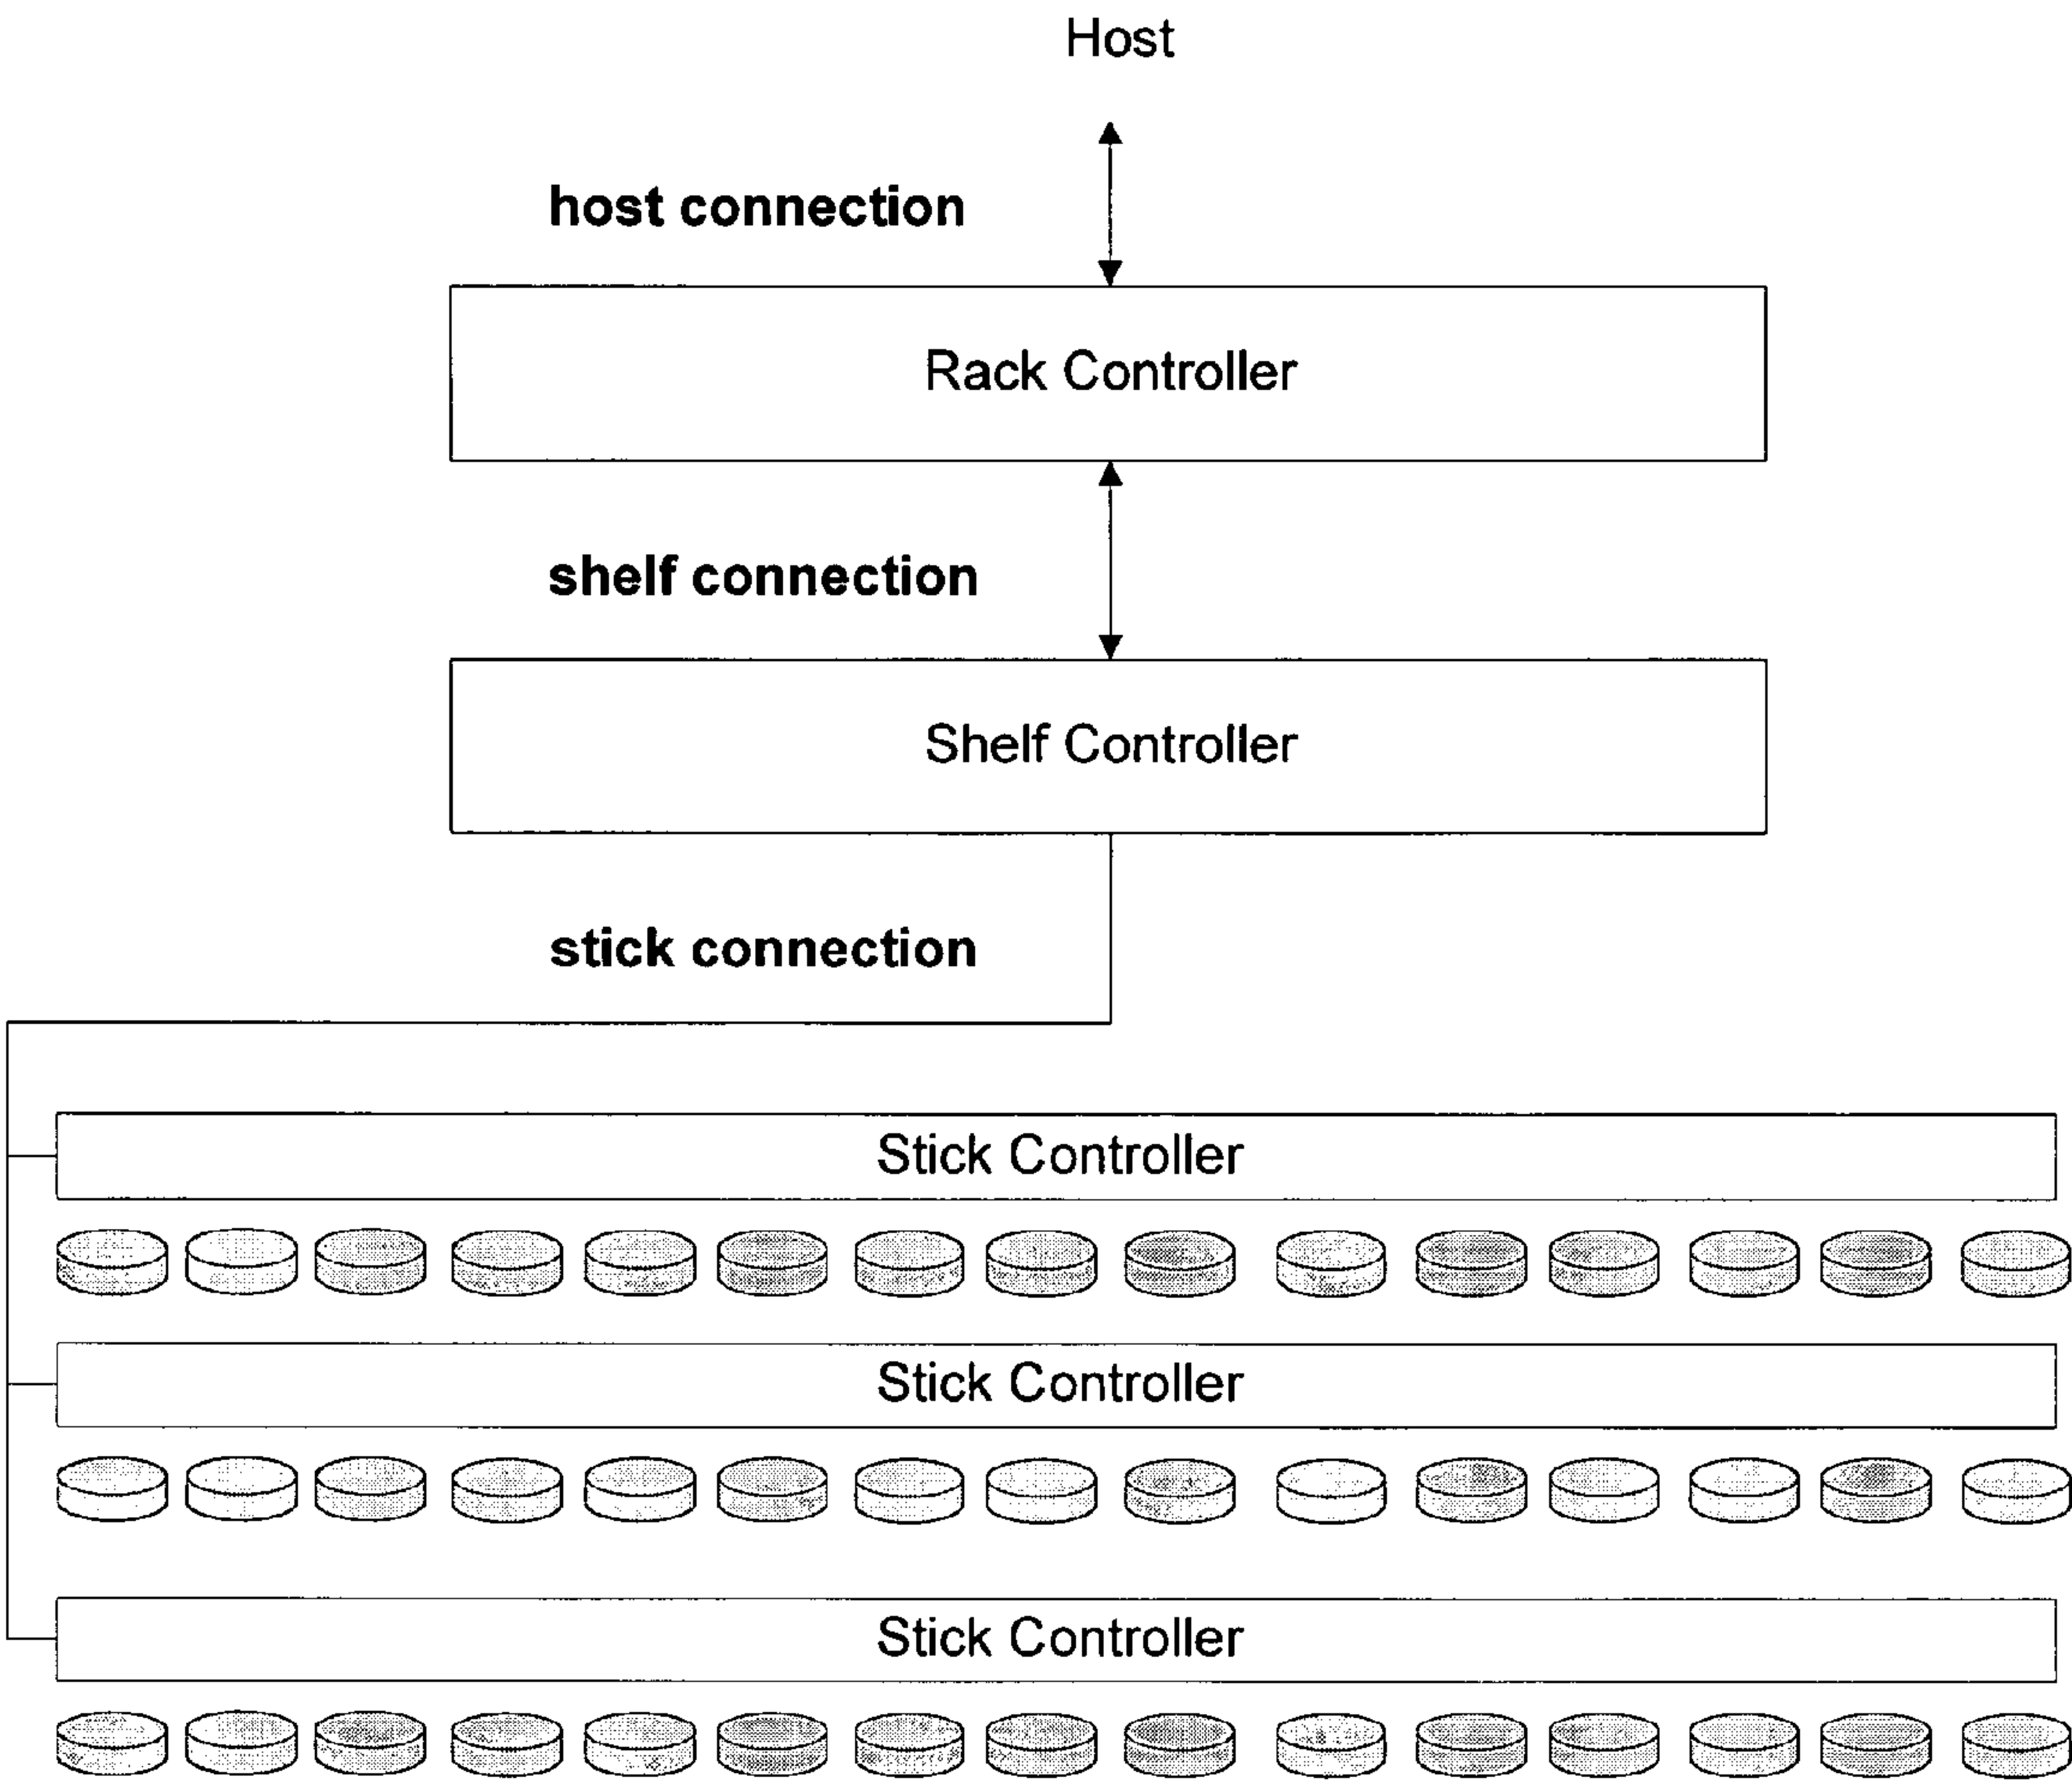 Host
host connection
Rack Controller
shelf connection
Shelf Controller
stick connection
Stick Controller
Stick Controller
Stick Controller